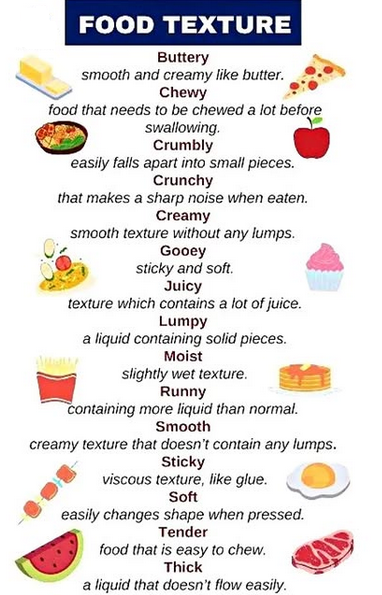 FOOD TEXTURE
Buttery
smooth and creamy like butter.
Chewy
food that needs to be chewed a lot before
swallowing.
Crumbly
easily falls apart into small pieces.
Crunchy
that makes a sharp noise when eaten.
Creamy
smooth texture without any lumps.
Gooey
sticky and soft.
Juicy
texture which contains a lot of juice.
Lumpy
a liquid containing solid pieces.
Moist
slightly wet texture.
Runny
containing more liquid than normal.
Smooth
creamy texture that doesn't contain any lumps.
Sticky
viscous texture, like glue.
Soft
easily changes shape when pressed.
Tender
food that is easy to chew.
Thick
a liquid that doesn't flow easily.